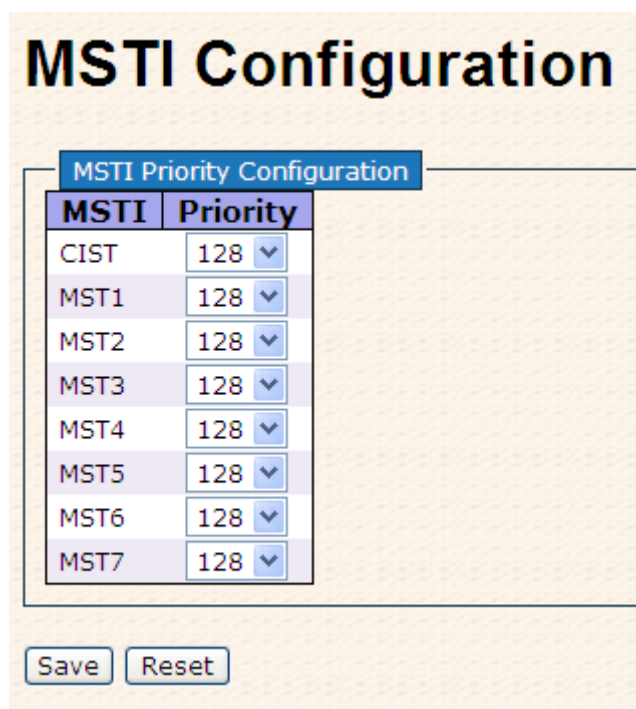 MSTI Configuration
MSTI Priority Configuration
MSTI Priority
CIST 128
MST1 128
MST2 128
MST3 128
MST4 128
MST5 128
MST6 128
MST7 128
Save Reset